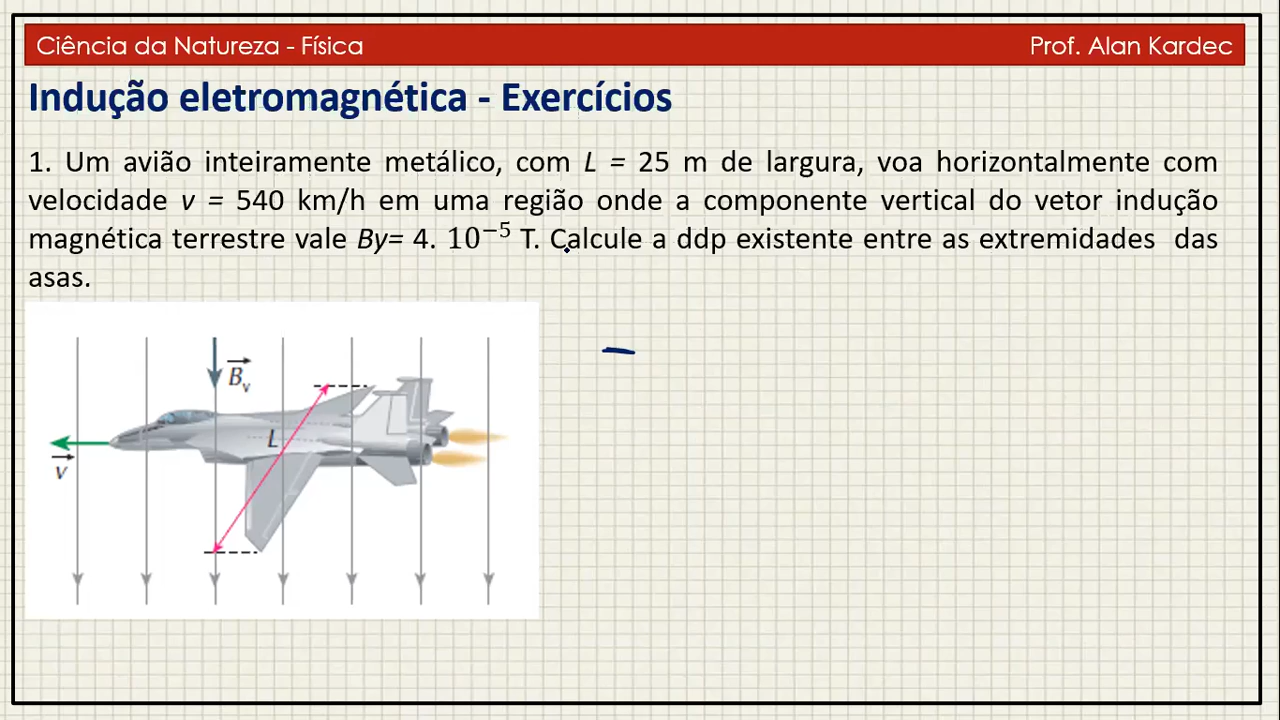 Ciência da Natureza - Física
Prof. Alan Kardec
Indução eletromagnética - Exercícios
1. Um avião inteiramente metálico, com L = 25 m de largura, voa horizontalmente com
velocidade v = 540 km/h em uma região onde a componente vertical do vetor indução
magnética terrestre vale By= 4. 10⁻⁵ T. Calcule a ddp existente entre as extremidades das
asas.
B⃗v
L
v⃗